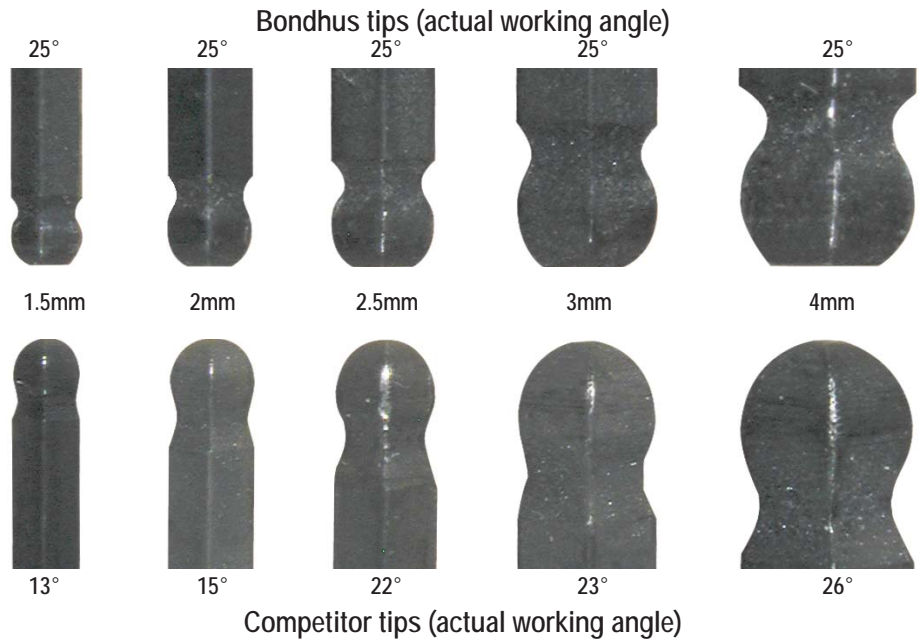 Bondhus tips (actual working angle)
25° 25° 25° 25° 25°
1.5mm 2mm 2.5mm 3mm 4mm
13° 15° 22° 23° 26°
Competitor tips (actual working angle)